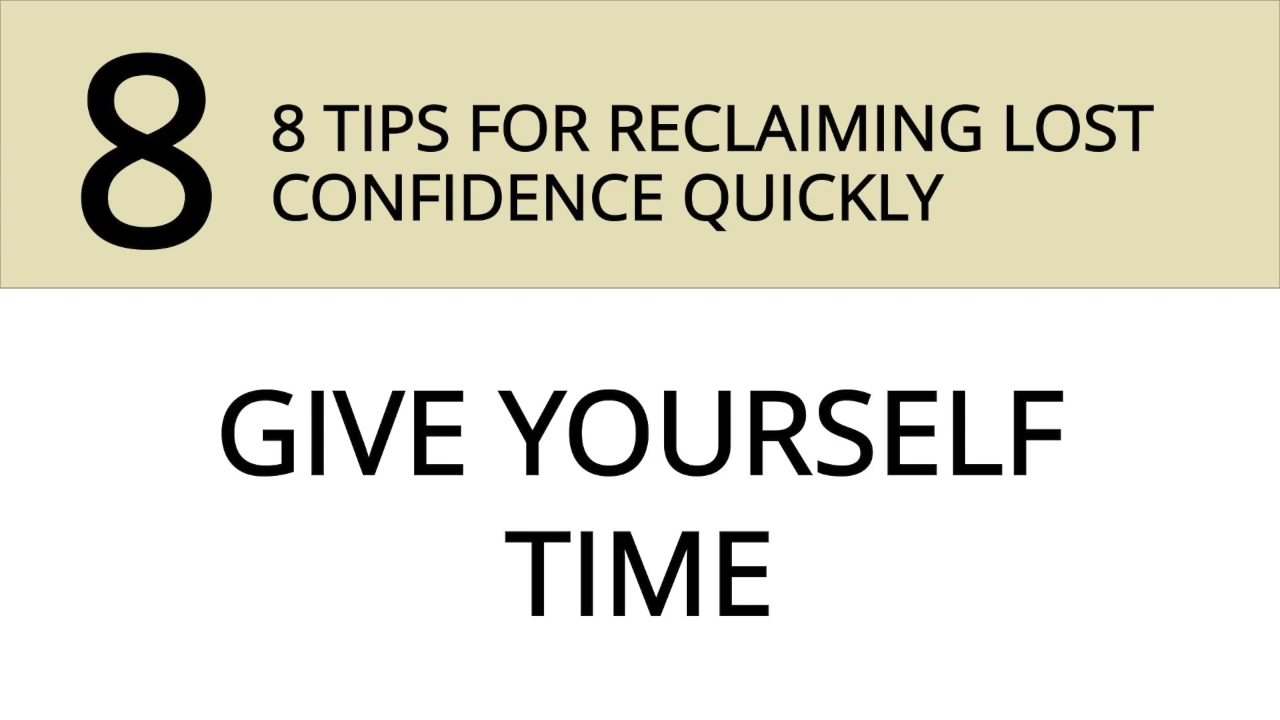 8
8 TIPS FOR RECLAIMING LOST
CONFIDENCE QUICKLY
GIVE YOURSELF
TIME